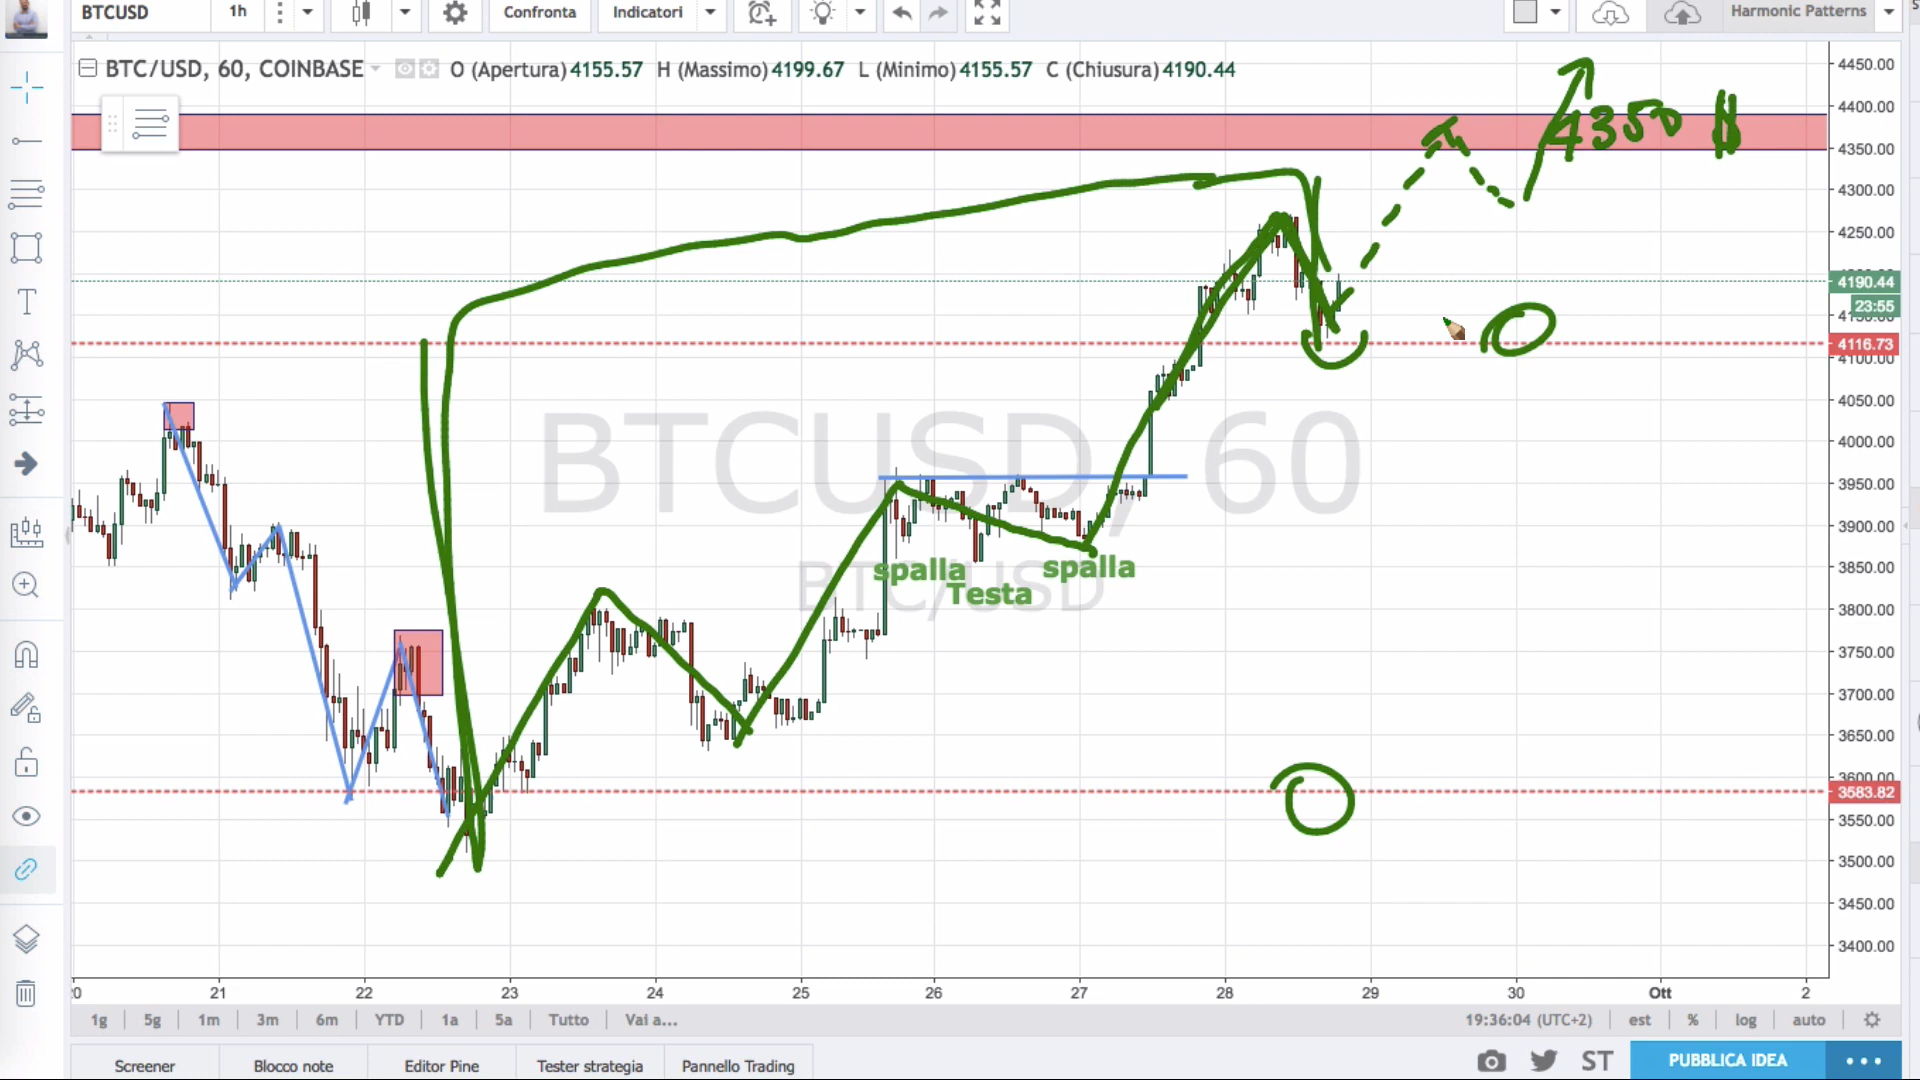 BTCUSD 1h Confronta Indicatori Harmonic Patterns
BTC/USD, 60, COINBASE O (Apertura) 4155.57 H (Massimo) 4199.67 L (Minimo) 4155.57 C (Chiusura) 4190.44
4350 $
4450.00
4400.00
4350.00
4300.00
4250.00
4190.44
23:55
4116.73
4100.00
4050.00
4000.00
3950.00
3900.00
3850.00
3800.00
3750.00
3700.00
3650.00
3600.00
3583.82
3550.00
3500.00
3450.00
3400.00
BTCUSD, 60
BTC/USD
spalla
Testa
spalla
20 21 22 23 24 25 26 27 28 29 30 Ott 2
1g 5g 1m 3m 6m YTD 1a 5a Tutto Vai a... 19:36:04 (UTC+2) est % log auto
Screener Blocco note Editor Pine Tester strategia Pannello Trading ST PUBBLICA IDEA